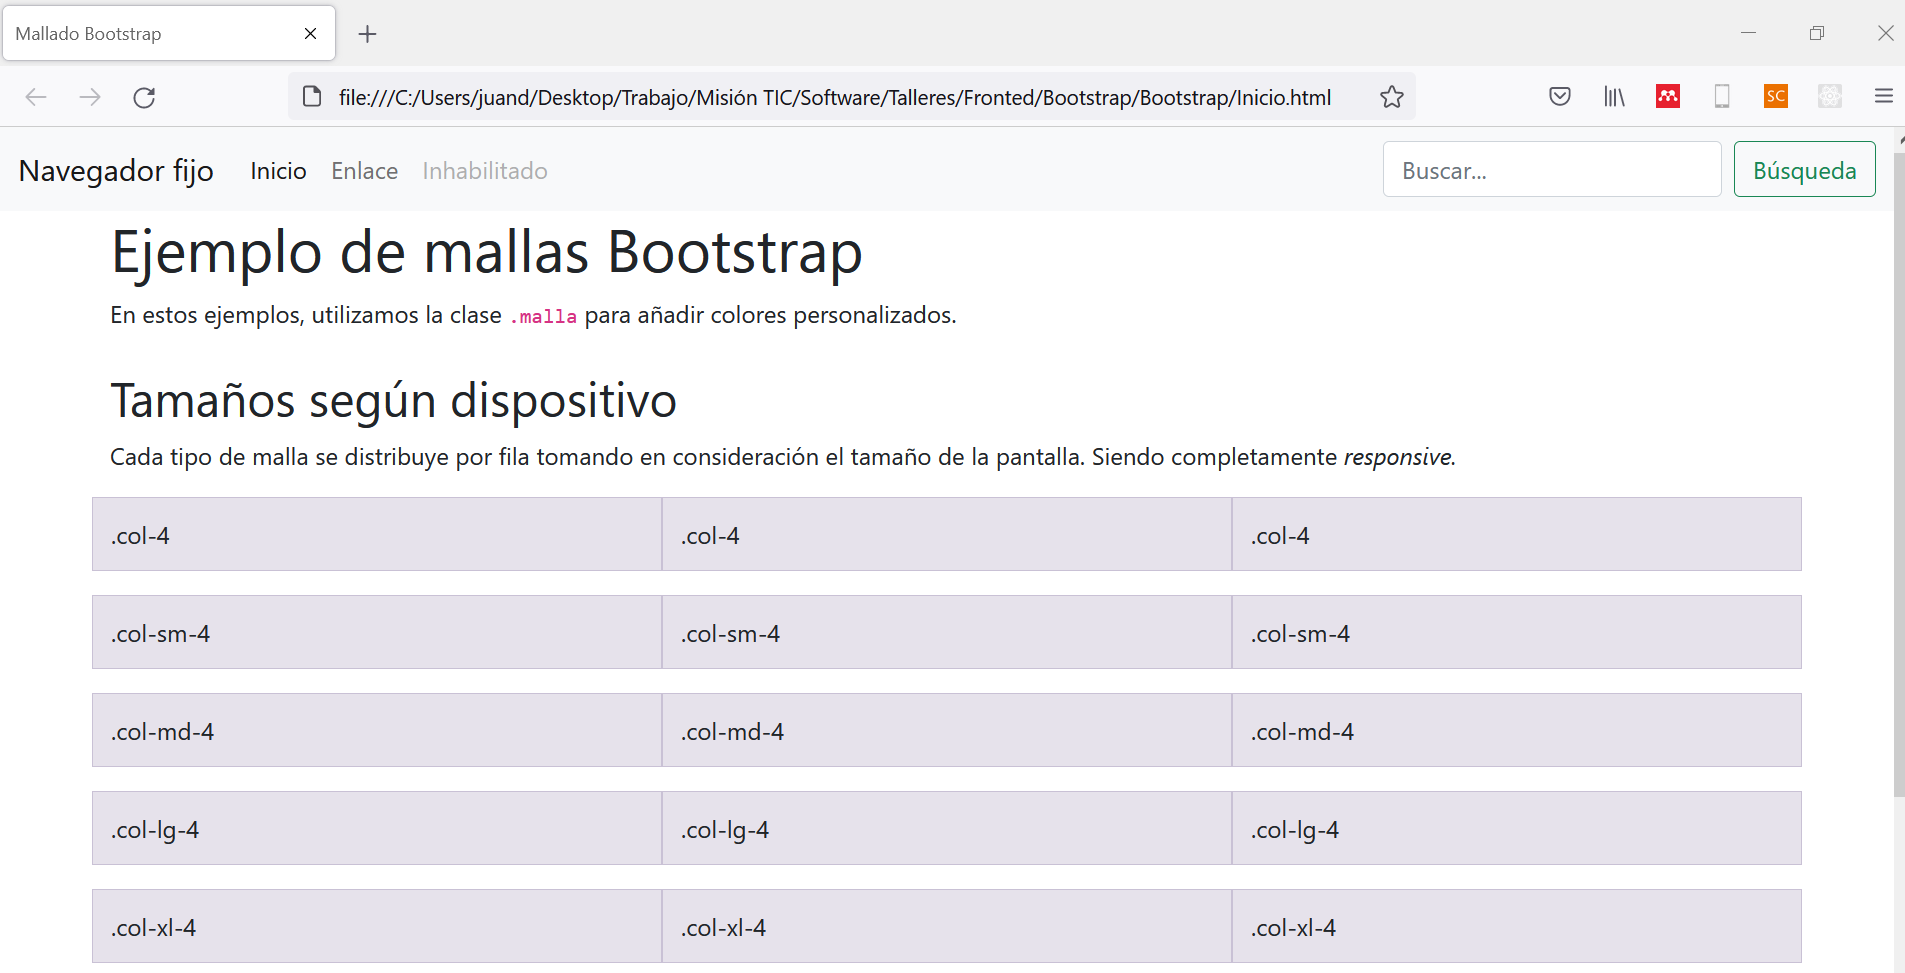 Mallado Bootstrap
file:///C:/Users/juand/Desktop/Trabajo/Misión TIC/Software/Talleres/Fronted/Bootstrap/Bootstrap/Inicio.html
SC
Navegador fijo Inicio Enlace Inhabilitado Buscar... Búsqueda
Ejemplo de mallas Bootstrap
En estos ejemplos, utilizamos la clase .malla para añadir colores personalizados.
Tamaños según dispositivo
Cada tipo de malla se distribuye por fila tomando en consideración el tamaño de la pantalla. Siendo completamente responsive.
.col-4 .col-4 .col-4
.col-sm-4 .col-sm-4 .col-sm-4
.col-md-4 .col-md-4 .col-md-4
.col-lg-4 .col-lg-4 .col-lg-4
.col-xl-4 .col-xl-4 .col-xl-4